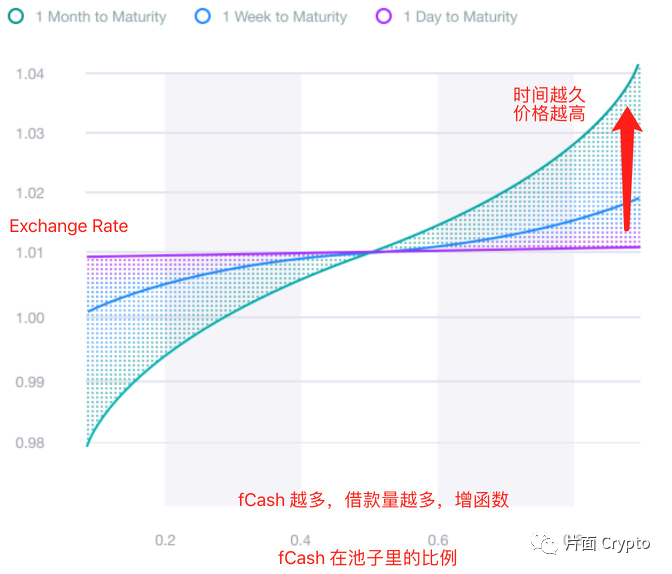 1 Month to Maturity 1 Week to Maturity 1 Day to Maturity
1.04
时间越久
价格越高
1.03
1.02
Exchange Rate
1.01
1.00
0.99
0.98
fCash 越多，借款量越多，增函数
0.2 0.4 0.6
片面 Crypto
fCash 在池子里的比例